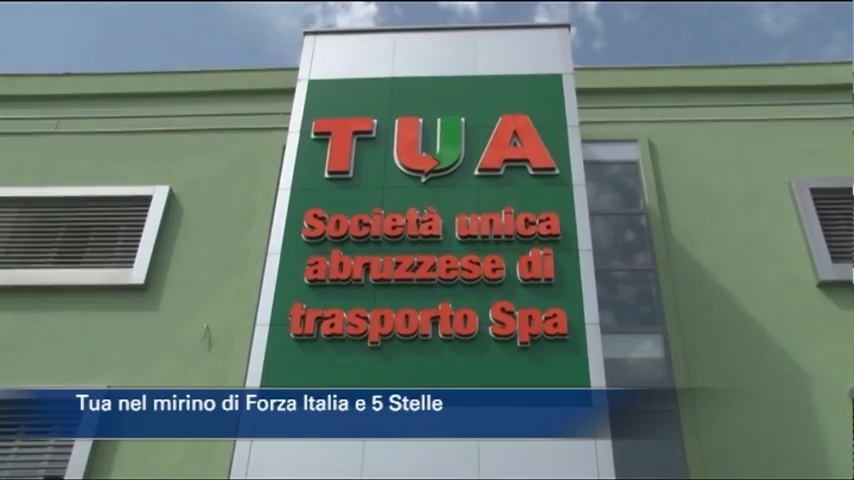 TUA
Società unica
abruzzese di
trasporto Spa
Tua nel mirino di Forza Italia e 5 Stelle